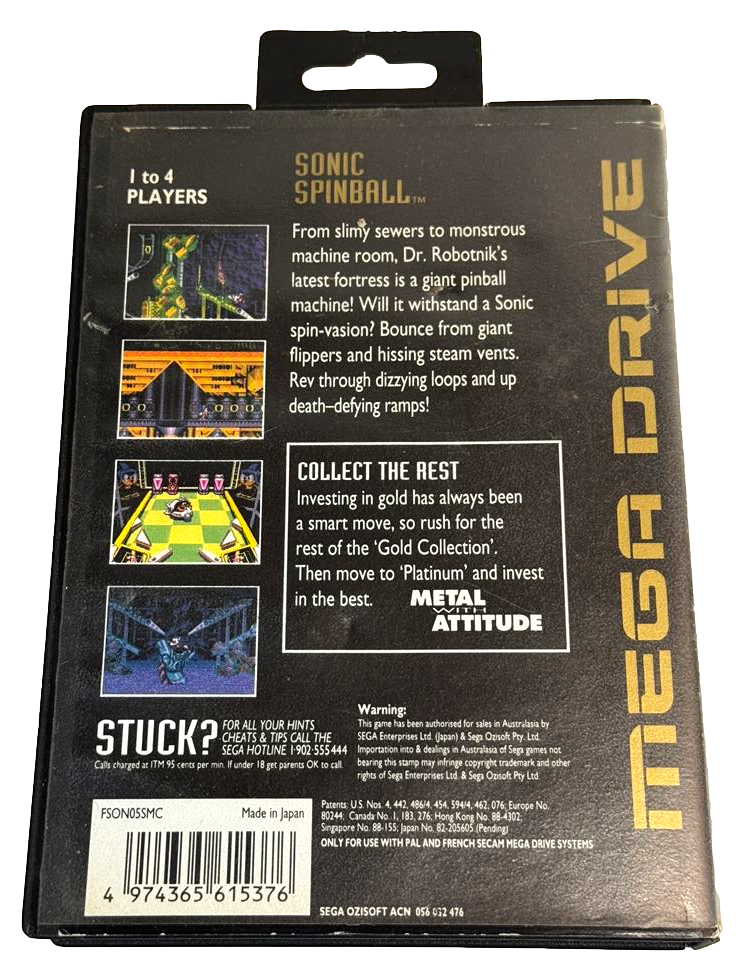 1 to 4
PLAYERS
SONIC
SPINBALL™
From slimy sewers to monstrous
machine room, Dr. Robotnik's
latest fortress is a giant pinball
machine! Will it withstand a Sonic
spin-vasion? Bounce from giant
flippers and hissing steam vents.
Rev through dizzying loops and up
death–defying ramps!
COLLECT THE REST
Investing in gold has always been
a smart move, so rush for the
rest of the 'Gold Collection'.
Then move to 'Platinum' and invest
in the best.
METAL
WITH
ATTITUDE
MEGA DRIVE
STUCK?
FOR ALL YOUR HINTS
CHEATS & TIPS CALL THE
SEGA HOTLINE 1·902·555444
Calls charged at ITM 95 cents per min. If under 18 get parents OK to call.
Warning:
This game has been authorised for sales in Australasia by
SEGA Enterprises Ltd. (Japan) & Sega Ozisoft Pty Ltd.
Importation into & dealings in Australasia of Sega games not
bearing this stamp may infringe copyright trademark and other
rights of Sega Enterprises Ltd. & Sega Ozisoft Pty Ltd.
FSON05SMC Made in Japan
4 974365 615376
Patents: U.S. Nos. 4, 442, 486/4, 454, 594/4, 462, 076; Europe No.
80244; Canada No. 1, 183, 276; Hong Kong No. 88-4302;
Singapore No. 88-155; Japan No. 82-205605 (Pending)
ONLY FOR USE WITH PAL AND FRENCH SECAM MEGA DRIVE SYSTEMS
SEGA OZISOFT ACN 056 032 476